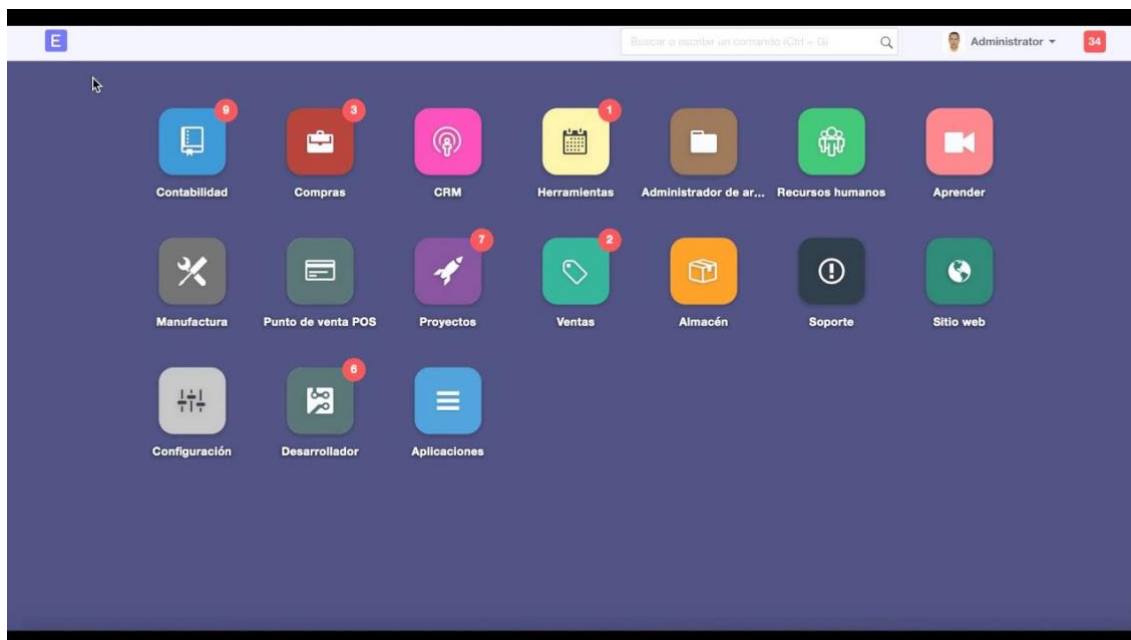 E
Buscar o escribir un comando (Ctrl + G)
Administrator
34
9
3
1
Contabilidad
Compras
CRM
Herramientas
Administrador de ar...
Recursos humanos
Aprender
7
2
Manufactura
Punto de venta POS
Proyectos
Ventas
Almacén
Soporte
Sitio web
6
Configuración
Desarrollador
Aplicaciones